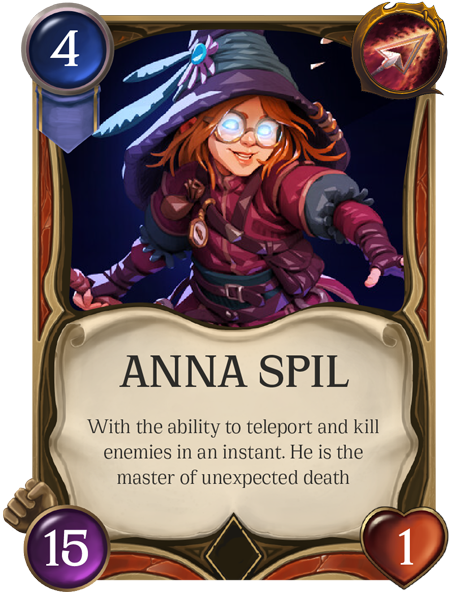 4
ANNA SPIL
With the ability to teleport and kill
enemies in an instant. He is the
master of unexpected death
15
1